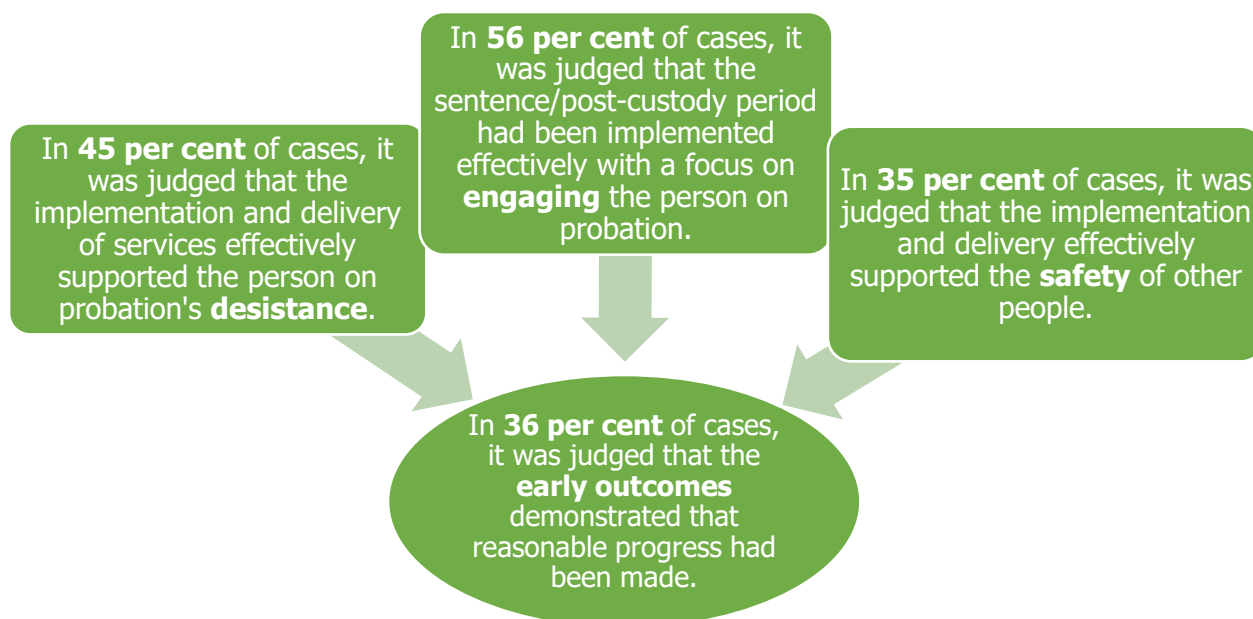 In 45 per cent of cases, it
was judged that the
implementation and delivery
of services effectively
supported the person on
probation's desistance.
In 56 per cent of cases, it
was judged that the
sentence/post-custody period
had been implemented
effectively with a focus on
engaging the person on
probation.
In 35 per cent of cases, it was
judged that the implementation
and delivery effectively
supported the safety of other
people.
In 36 per cent of cases,
it was judged that the
early outcomes
demonstrated that
reasonable progress had
been made.